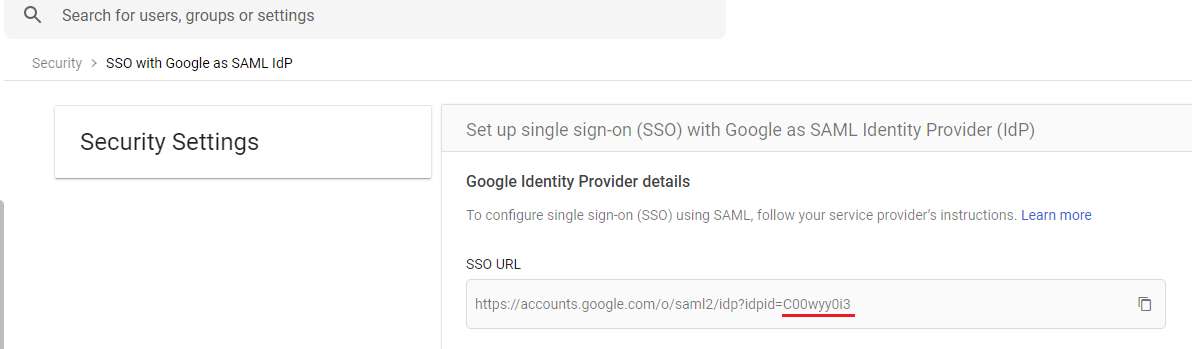 Search for users, groups or settings
Security > SSO with Google as SAML IdP
Security Settings
Set up single sign-on (SSO) with Google as SAML Identity Provider (IdP)
Google Identity Provider details
To configure single sign-on (SSO) using SAML, follow your service provider's instructions. Learn more
SSO URL
https://accounts.google.com/o/saml2/idp?idpid=C00wyy0i3